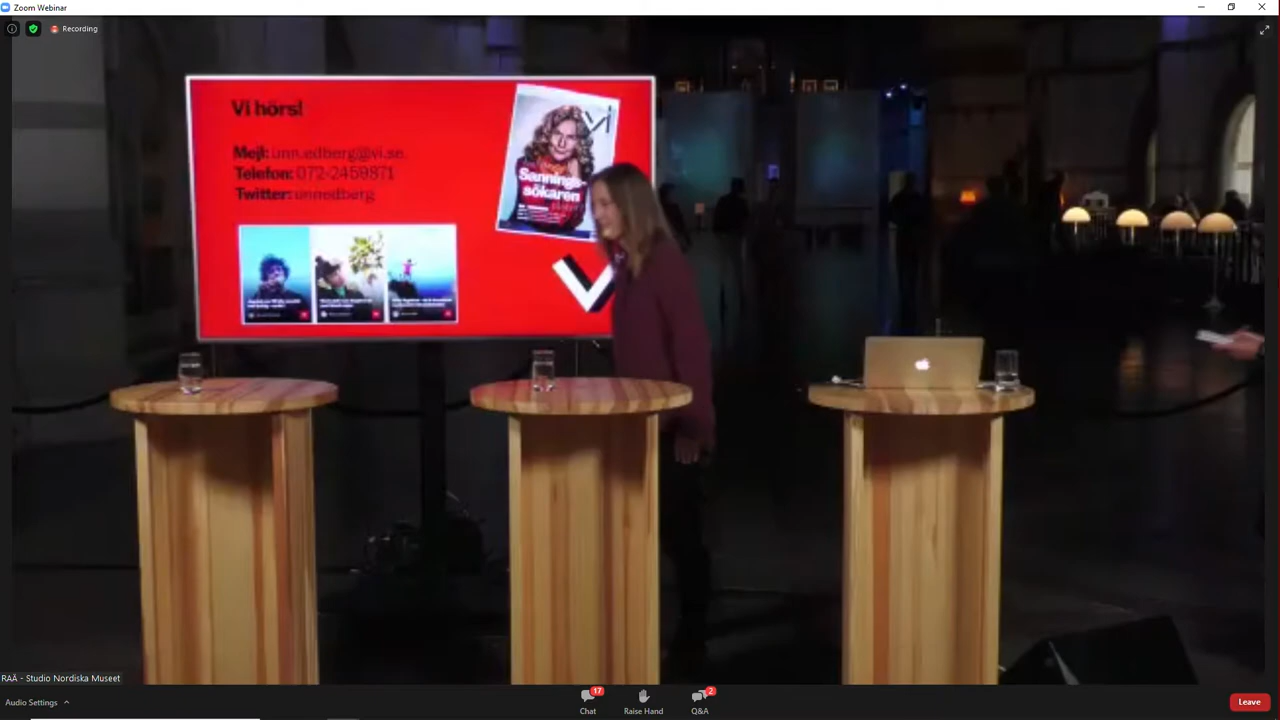 Zoom Webinar
Recording
Vi hörs!
Mejl: unn.edberg@vi.se
Telefon: 072-2459871
Twitter: unnedberg
vi
Sannings-
sökaren
RAÄ - Studio Nordiska Museet
Audio Settings
17
Chat
Raise Hand
2
Q&A
Leave